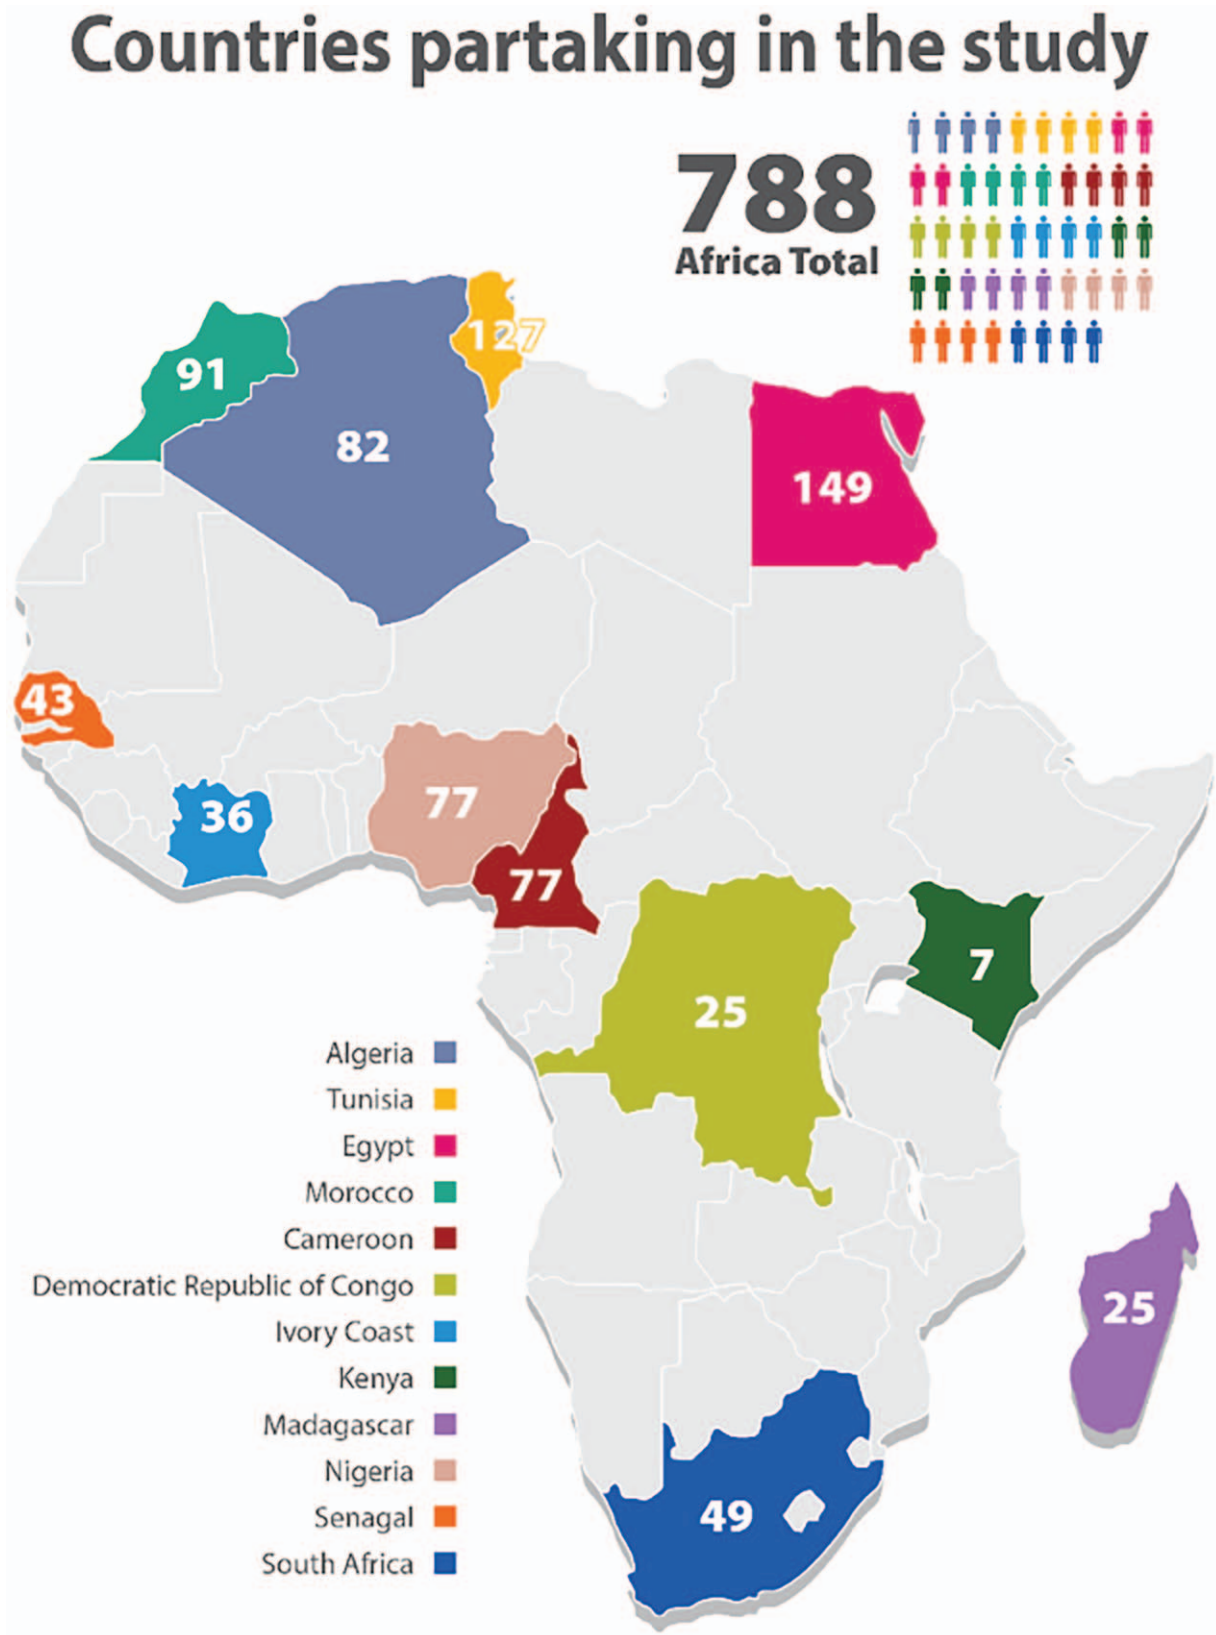 Countries partaking in the study
788
Africa Total
127
91
82
149
43
77
36
77
7
25
Algeria
Tunisia
Egypt
Morocco
Cameroon
Democratic Republic of Congo
Ivory Coast
Kenya
Madagascar
Nigeria
Senagal
South Africa
25
49